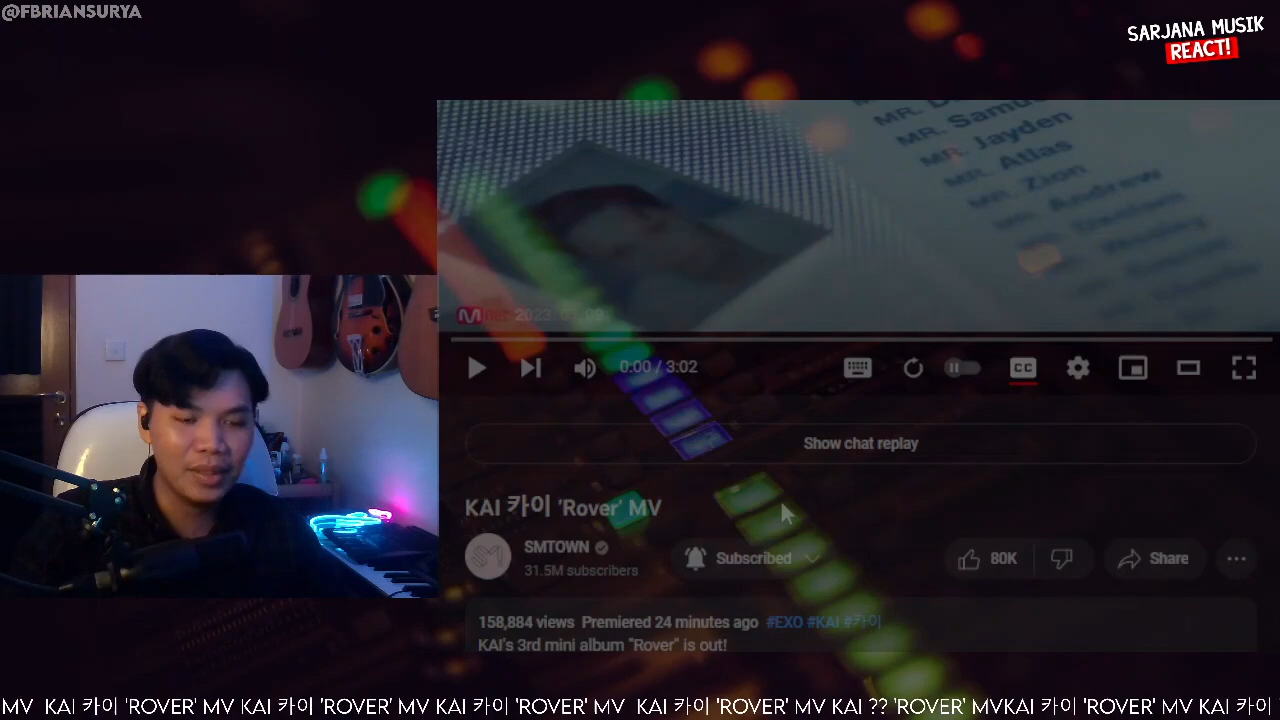 @FBRIANSURYA
SARJANA MUSIK
REACT!
MR. Samu
MR. Jayden
MR. Atlas
MR. Zion
Andrew
0:00 / 3:02
CC
Show chat replay
KAI 카이 'Rover' MV
SMTOWN
31.5M subscribers
Subscribed
80K
Share
158,884 views Premiered 24 minutes ago #EXO #KAI #카이
KAI's 3rd mini album "Rover" is out!
MV KAI 카이 'ROVER' MV KAI 카이 'ROVER' MV KAI 카이 'ROVER' MV KAI 카이 'ROVER' MV KAI ?? 'ROVER' MVKAI 카이 'ROVER' MV KAI 카이